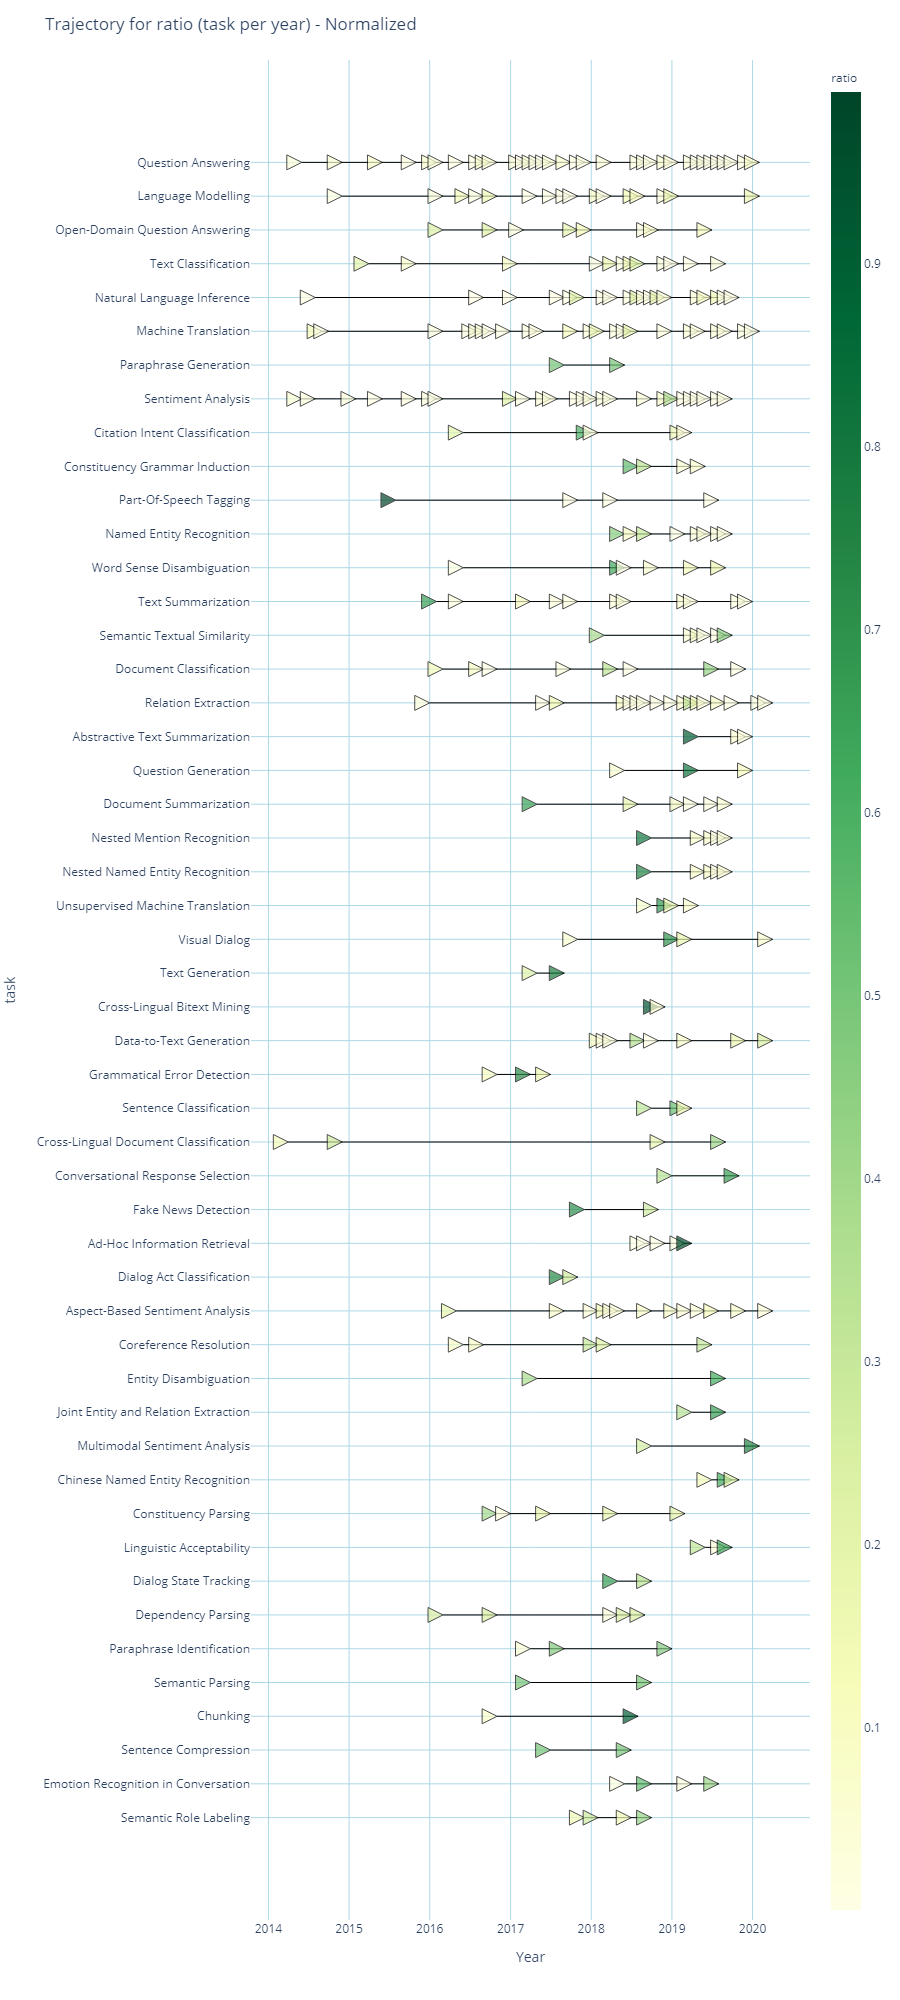 Trajectory for ratio (task per year) - Normalized
ratio
Question Answering
Language Modelling
Open-Domain Question Answering
Text Classification
Natural Language Inference
Machine Translation
Paraphrase Generation
Sentiment Analysis
Citation Intent Classification
Constituency Grammar Induction
Part-Of-Speech Tagging
Named Entity Recognition
Word Sense Disambiguation
Text Summarization
Semantic Textual Similarity
Document Classification
Relation Extraction
Abstractive Text Summarization
Question Generation
Document Summarization
Nested Mention Recognition
Nested Named Entity Recognition
Unsupervised Machine Translation
Visual Dialog
Text Generation
Cross-Lingual Bitext Mining
Data-to-Text Generation
Grammatical Error Detection
Sentence Classification
Cross-Lingual Document Classification
Conversational Response Selection
Fake News Detection
Ad-Hoc Information Retrieval
Dialog Act Classification
Aspect-Based Sentiment Analysis
Coreference Resolution
Entity Disambiguation
Joint Entity and Relation Extraction
Multimodal Sentiment Analysis
Chinese Named Entity Recognition
Constituency Parsing
Linguistic Acceptability
Dialog State Tracking
Dependency Parsing
Paraphrase Identification
Semantic Parsing
Chunking
Sentence Compression
Emotion Recognition in Conversation
Semantic Role Labeling
task
2014 2015 2016 2017 2018 2019 2020
Year
0.9
0.8
0.7
0.6
0.5
0.4
0.3
0.2
0.1